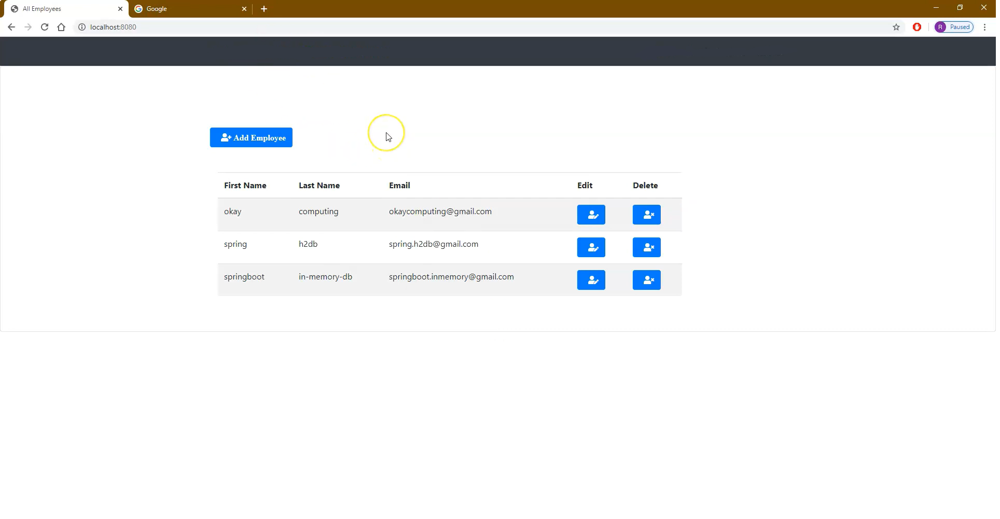 All Employees
Google
localhost:8080
R Paused
Add Employee
First Name Last Name Email Edit Delete
okay computing okaycomputing@gmail.com
spring h2db spring.h2db@gmail.com
springboot in-memory-db springboot.inmemory@gmail.com